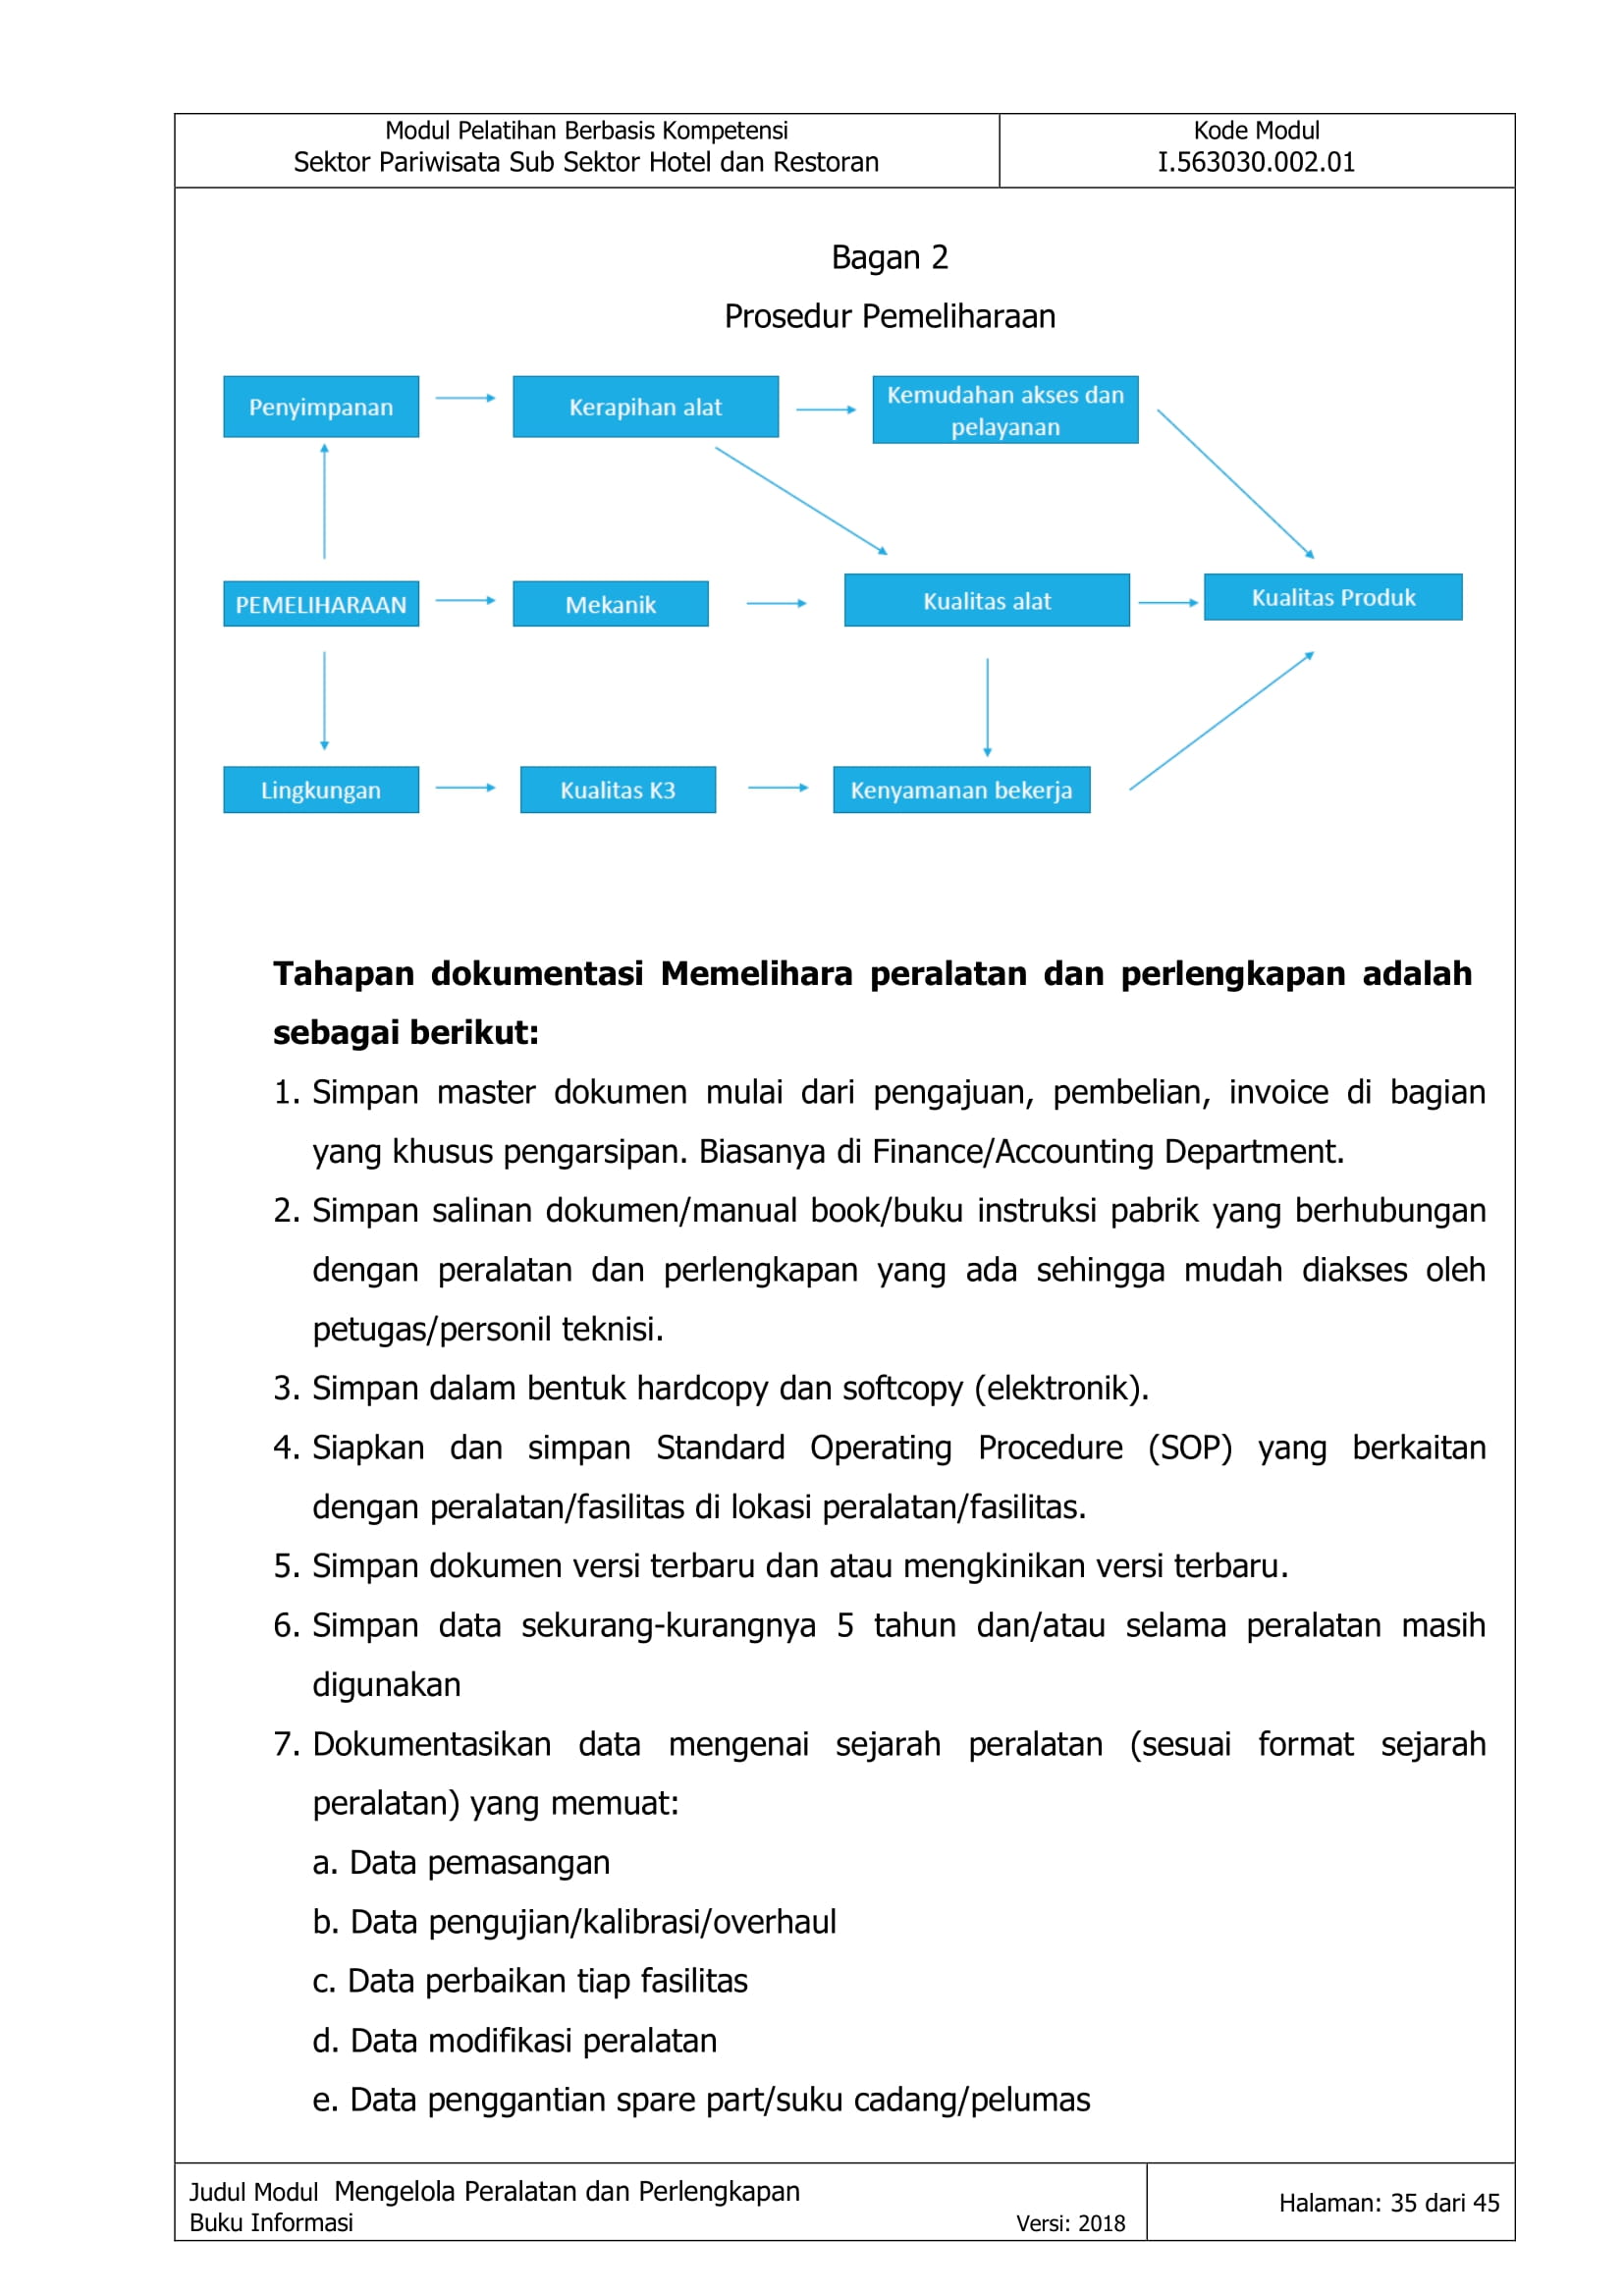 Modul Pelatihan Berbasis Kompetensi
Sektor Pariwisata Sub Sektor Hotel dan Restoran
Kode Modul
I.563030.002.01
Bagan 2
Prosedur Pemeliharaan
Penyimpanan
Kerapihan alat
Kemudahan akses dan
pelayanan
PEMELIHARAAN
Mekanik
Kualitas alat
Kualitas Produk
Lingkungan
Kualitas K3
Kenyamanan bekerja
Tahapan dokumentasi Memelihara peralatan dan perlengkapan adalah
sebagai berikut:
1. Simpan master dokumen mulai dari pengajuan, pembelian, invoice di bagian
yang khusus pengarsipan. Biasanya di Finance/Accounting Department.
2. Simpan salinan dokumen/manual book/buku instruksi pabrik yang berhubungan
dengan peralatan dan perlengkapan yang ada sehingga mudah diakses oleh
petugas/personil teknisi.
3. Simpan dalam bentuk hardcopy dan softcopy (elektronik).
4. Siapkan dan simpan Standard Operating Procedure (SOP) yang berkaitan
dengan peralatan/fasilitas di lokasi peralatan/fasilitas.
5. Simpan dokumen versi terbaru dan atau mengkinikan versi terbaru.
6. Simpan data sekurang-kurangnya 5 tahun dan/atau selama peralatan masih
digunakan
7. Dokumentasikan data mengenai sejarah peralatan (sesuai format sejarah
peralatan) yang memuat:
a. Data pemasangan
b. Data pengujian/kalibrasi/overhaul
c. Data perbaikan tiap fasilitas
d. Data modifikasi peralatan
e. Data penggantian spare part/suku cadang/pelumas
Judul Modul Mengelola Peralatan dan Perlengkapan
Buku Informasi
Versi: 2018
Halaman: 35 dari 45